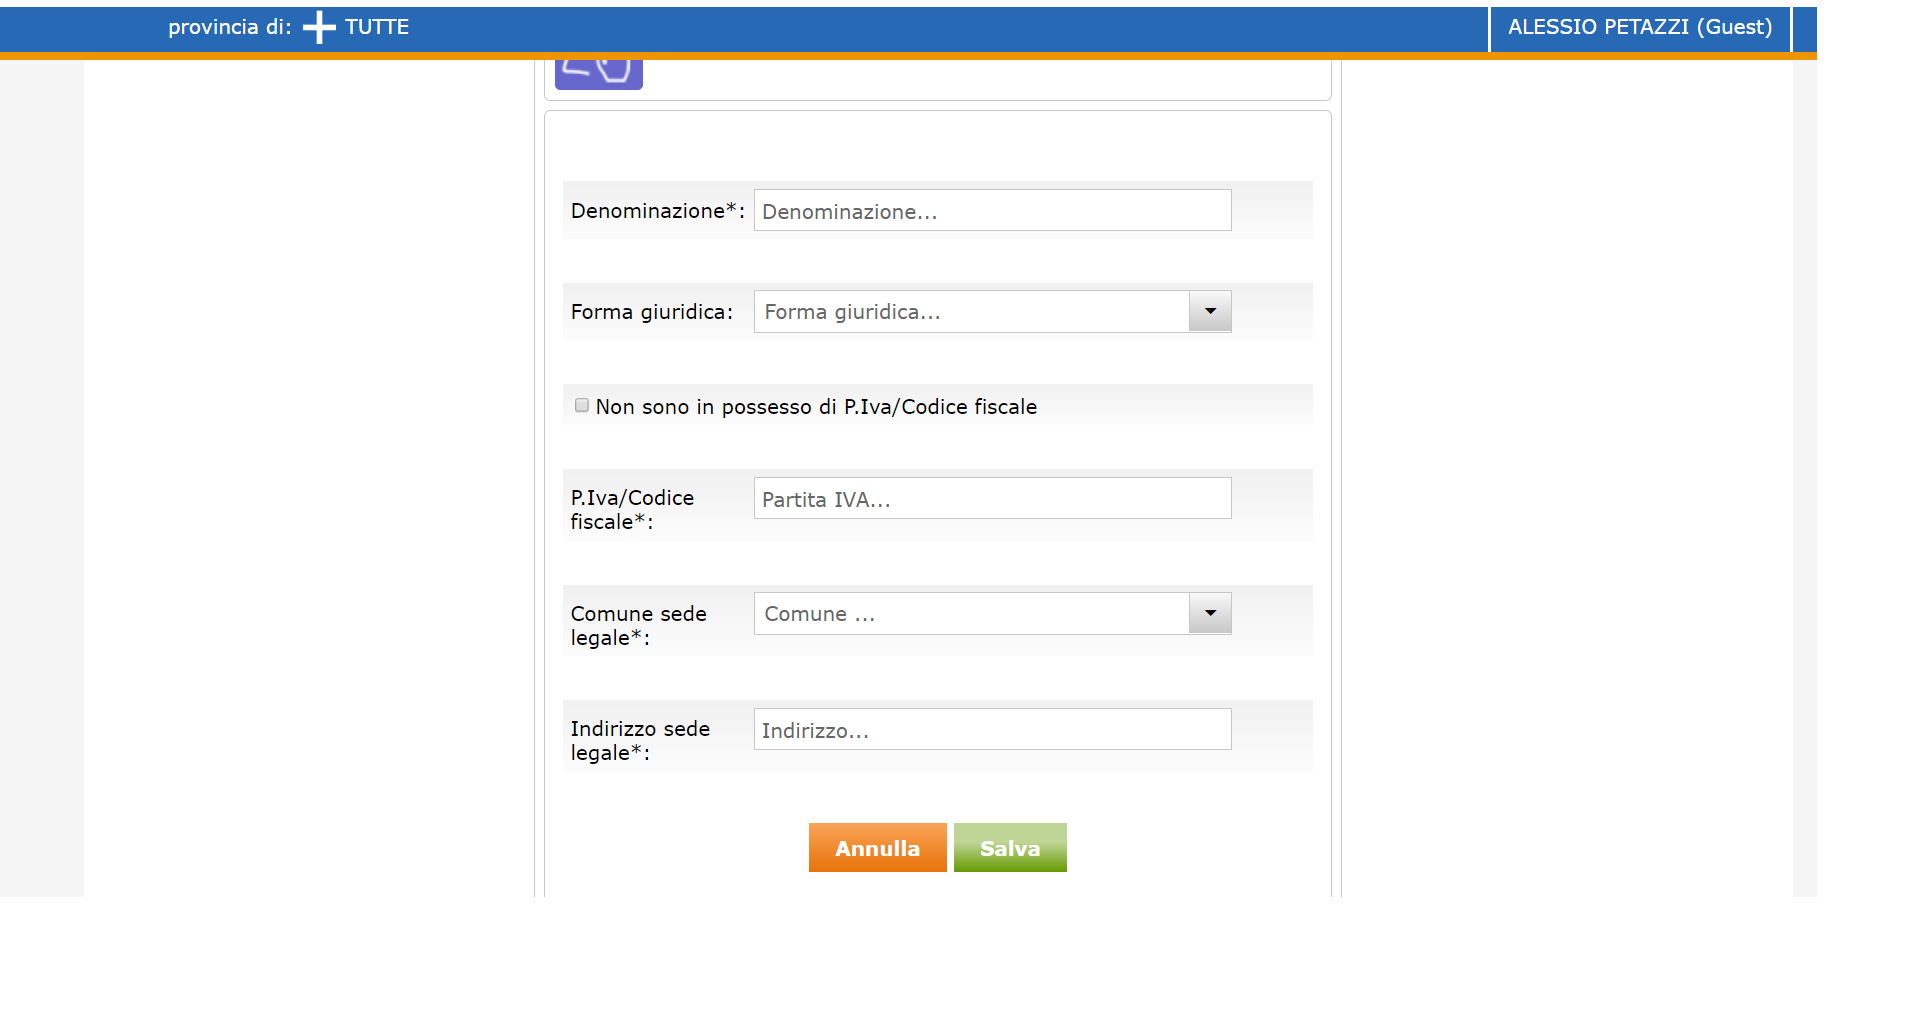 provincia di: TUTTE ALESSIO PETAZZI (Guest)
Denominazione*: Denominazione...
Forma giuridica: Forma giuridica...
Non sono in possesso di P.Iva/Codice fiscale
P.Iva/Codice
fiscale*:
Partita IVA...
Comune sede
legale*:
Comune ...
Indirizzo sede
legale*:
Indirizzo...
Annulla Salva